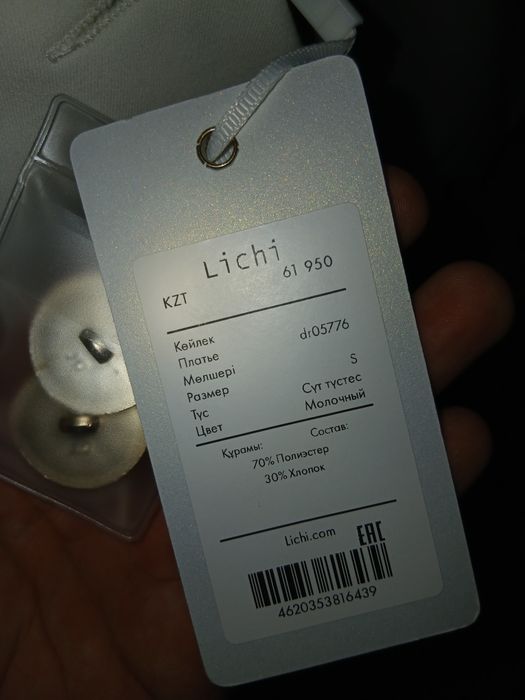 Lichi
KZT 61 950
Көйлек
Платье dr05776
Мөлшері
Размер S
Түс Сүт түстес
Цвет Молочный
Құрамы: Состав:
70% Полиэстер
30% Хлопок
Lichi.com EAC
4620353816439